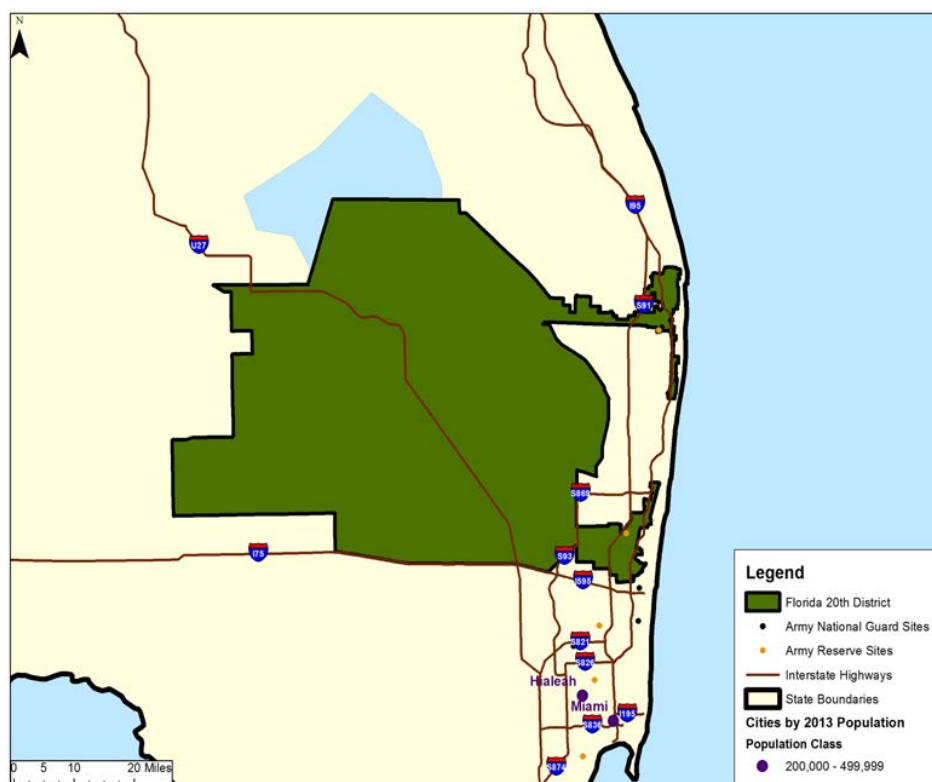 N
I95
U27
S91
S869
I75
S93
I595
S821
S826
Hialeah
Miami
I195
S836
S874
0 5 10 20 Miles
Legend
Florida 20th District
Army National Guard Sites
Army Reserve Sites
Interstate Highways
State Boundaries
Cities by 2013 Population
Population Class
200,000 - 499,999